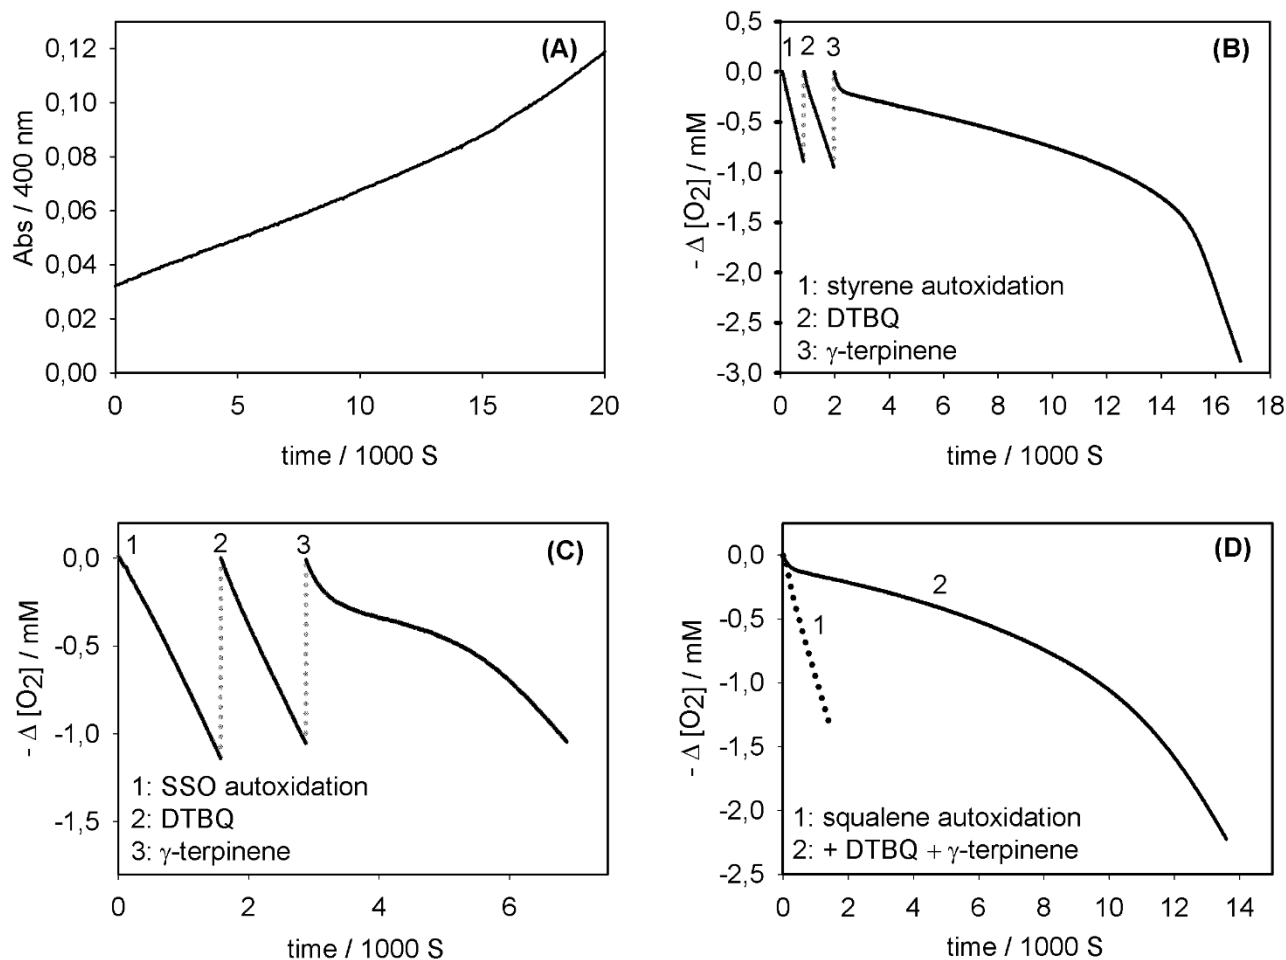 (A)
0,12
0,10
0,08
0,06
0,04
0,02
0,00
Abs / 400 nm
0 5 10 15 20
time / 1000 S
(B)
0,5
0,0
-0,5
-1,0
-1,5
-2,0
-2,5
-3,0
- Δ [O2] / mM
1 2 3
1: styrene autoxidation
2: DTBQ
3: γ-terpinene
0 2 4 6 8 10 12 14 16 18
time / 1000 S
(C)
0,0
-0,5
-1,0
-1,5
- Δ [O2] / mM
1 2 3
1: SSO autoxidation
2: DTBQ
3: γ-terpinene
0 2 4 6
time / 1000 S
(D)
0,0
-0,5
-1,0
-1,5
-2,0
-2,5
- Δ [O2] / mM
2
1
1: squalene autoxidation
2: + DTBQ + γ-terpinene
0 2 4 6 8 10 12 14
time / 1000 S